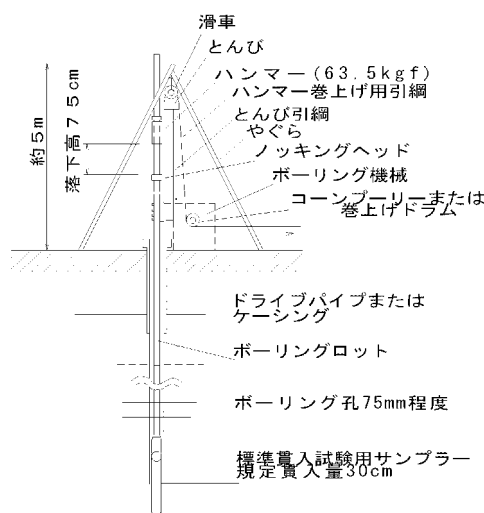 滑車
とんび
ハンマー(63.5kgf)
ハンマー巻上げ用引綱
とんび引綱
やぐら
ノッキングヘッド
ボーリング機械
コーンプーリーまたは
巻上げドラム
約5m
落下高75cm
ドライブパイプまたは
ケーシング
ボーリングロット
ボーリング孔75mm程度
標準貫入試験用サンプラー
規定貫入量30cm